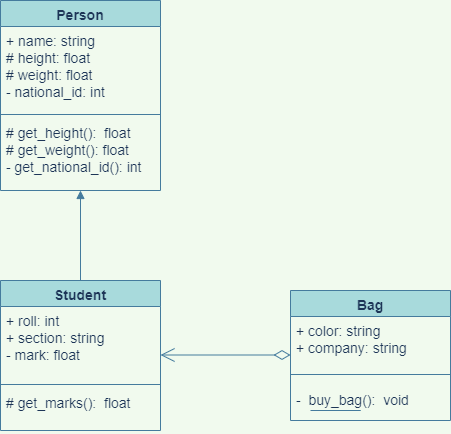 Person
+ name: string
# height: float
# weight: float
- national_id: int
# get_height():  float
# get_weight(): float
- get_national_id(): int
Student
+ roll: int
+ section: string
- mark: float
# get_marks():  float
Bag
+ color: string
+ company: string
-  buy_bag():  void